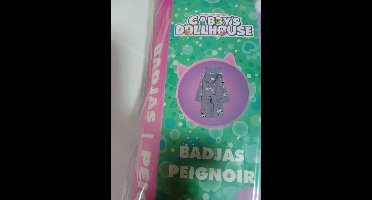 GABBY'S
DOLLHOUSE
BADJAS
PEIGNOIR
BADJAS | PE